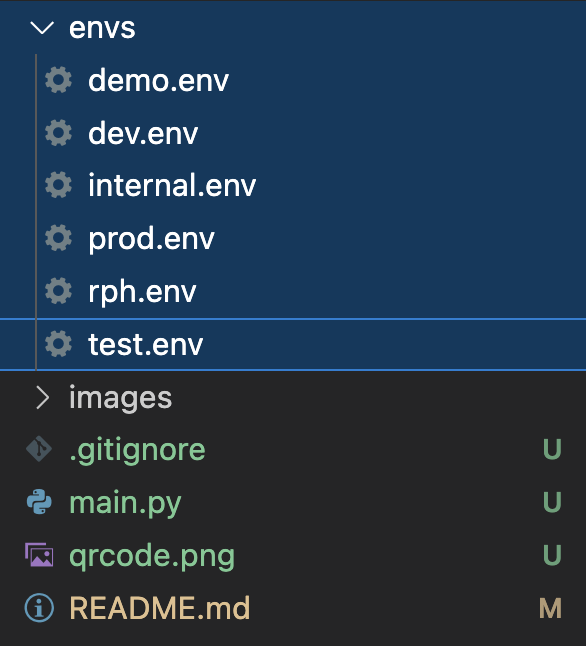 envs
demo.env
dev.env
internal.env
prod.env
rph.env
test.env
images
.gitignore U
main.py U
qrcode.png U
README.md M